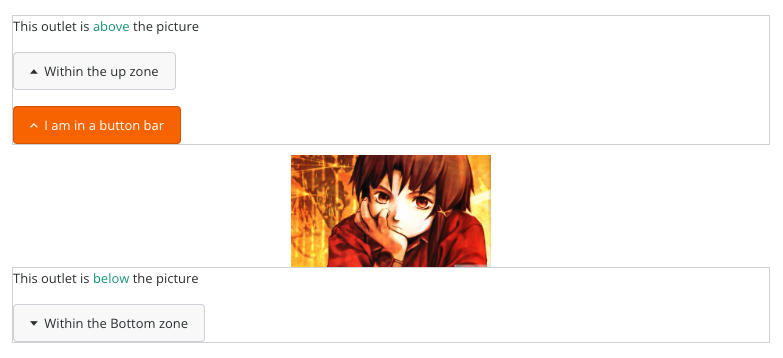 This outlet is above the picture
Within the up zone
I am in a button bar
This outlet is below the picture
Within the Bottom zone